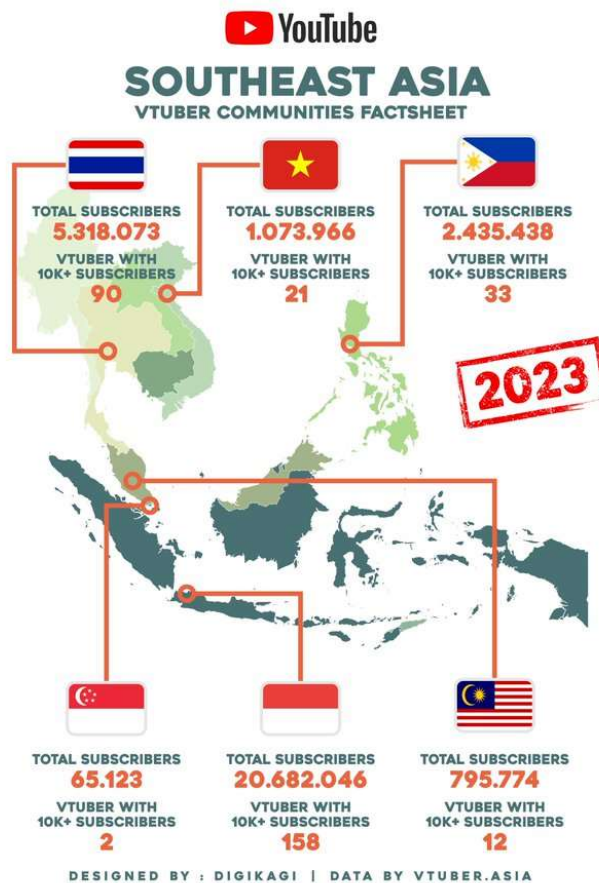 YouTube
SOUTHEAST ASIA
VTUBER COMMUNITIES FACTSHEET
TOTAL SUBSCRIBERS
5.318.073
VTUBER WITH
10K+ SUBSCRIBERS
90
TOTAL SUBSCRIBERS
1.073.966
VTUBER WITH
10K+ SUBSCRIBERS
21
TOTAL SUBSCRIBERS
2.435.438
VTUBER WITH
10K+ SUBSCRIBERS
33
2023
TOTAL SUBSCRIBERS
65.123
VTUBER WITH
10K+ SUBSCRIBERS
2
TOTAL SUBSCRIBERS
20.682.046
VTUBER WITH
10K+ SUBSCRIBERS
158
TOTAL SUBSCRIBERS
795.774
VTUBER WITH
10K+ SUBSCRIBERS
12
DESIGNED BY : DIGIKAGI | DATA BY VTUBER.ASIA